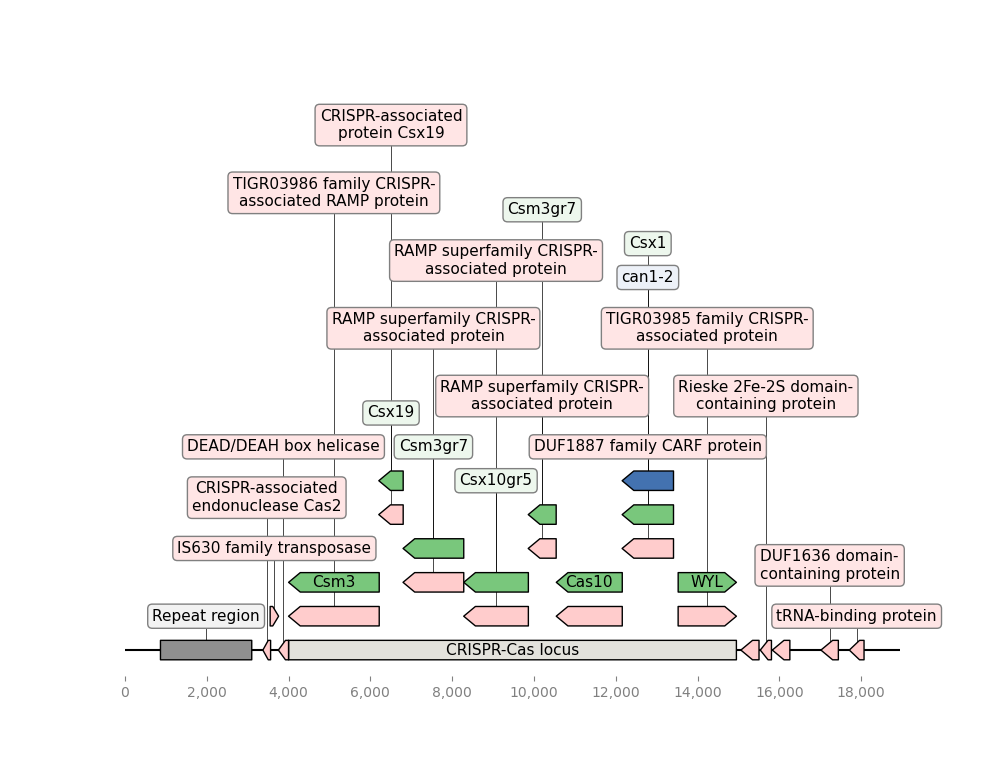 CRISPR-associated
protein Csx19
TIGR03986 family CRISPR-
associated RAMP protein
Csm3gr7
Csx1
RAMP superfamily CRISPR-
associated protein
can1-2
RAMP superfamily CRISPR-
associated protein
TIGR03985 family CRISPR-
associated protein
RAMP superfamily CRISPR-
associated protein
Rieske 2Fe-2S domain-
containing protein
Csx19
DEAD/DEAH box helicase
Csm3gr7
DUF1887 family CARF protein
Csx10gr5
CRISPR-associated
endonuclease Cas2
IS630 family transposase
DUF1636 domain-
containing protein
Csm3
Cas10
WYL
Repeat region
tRNA-binding protein
CRISPR-Cas locus
0
2,000
4,000
6,000
8,000
10,000
12,000
14,000
16,000
18,000